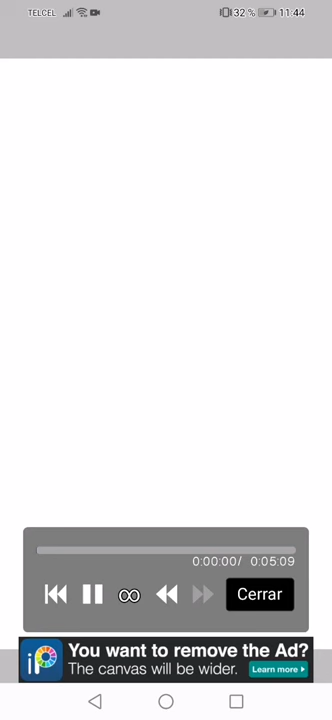 TELCEL 32 % 11:44
0:00:00/ 0:05:09
Cerrar
You want to remove the Ad?
The canvas will be wider.
Learn more